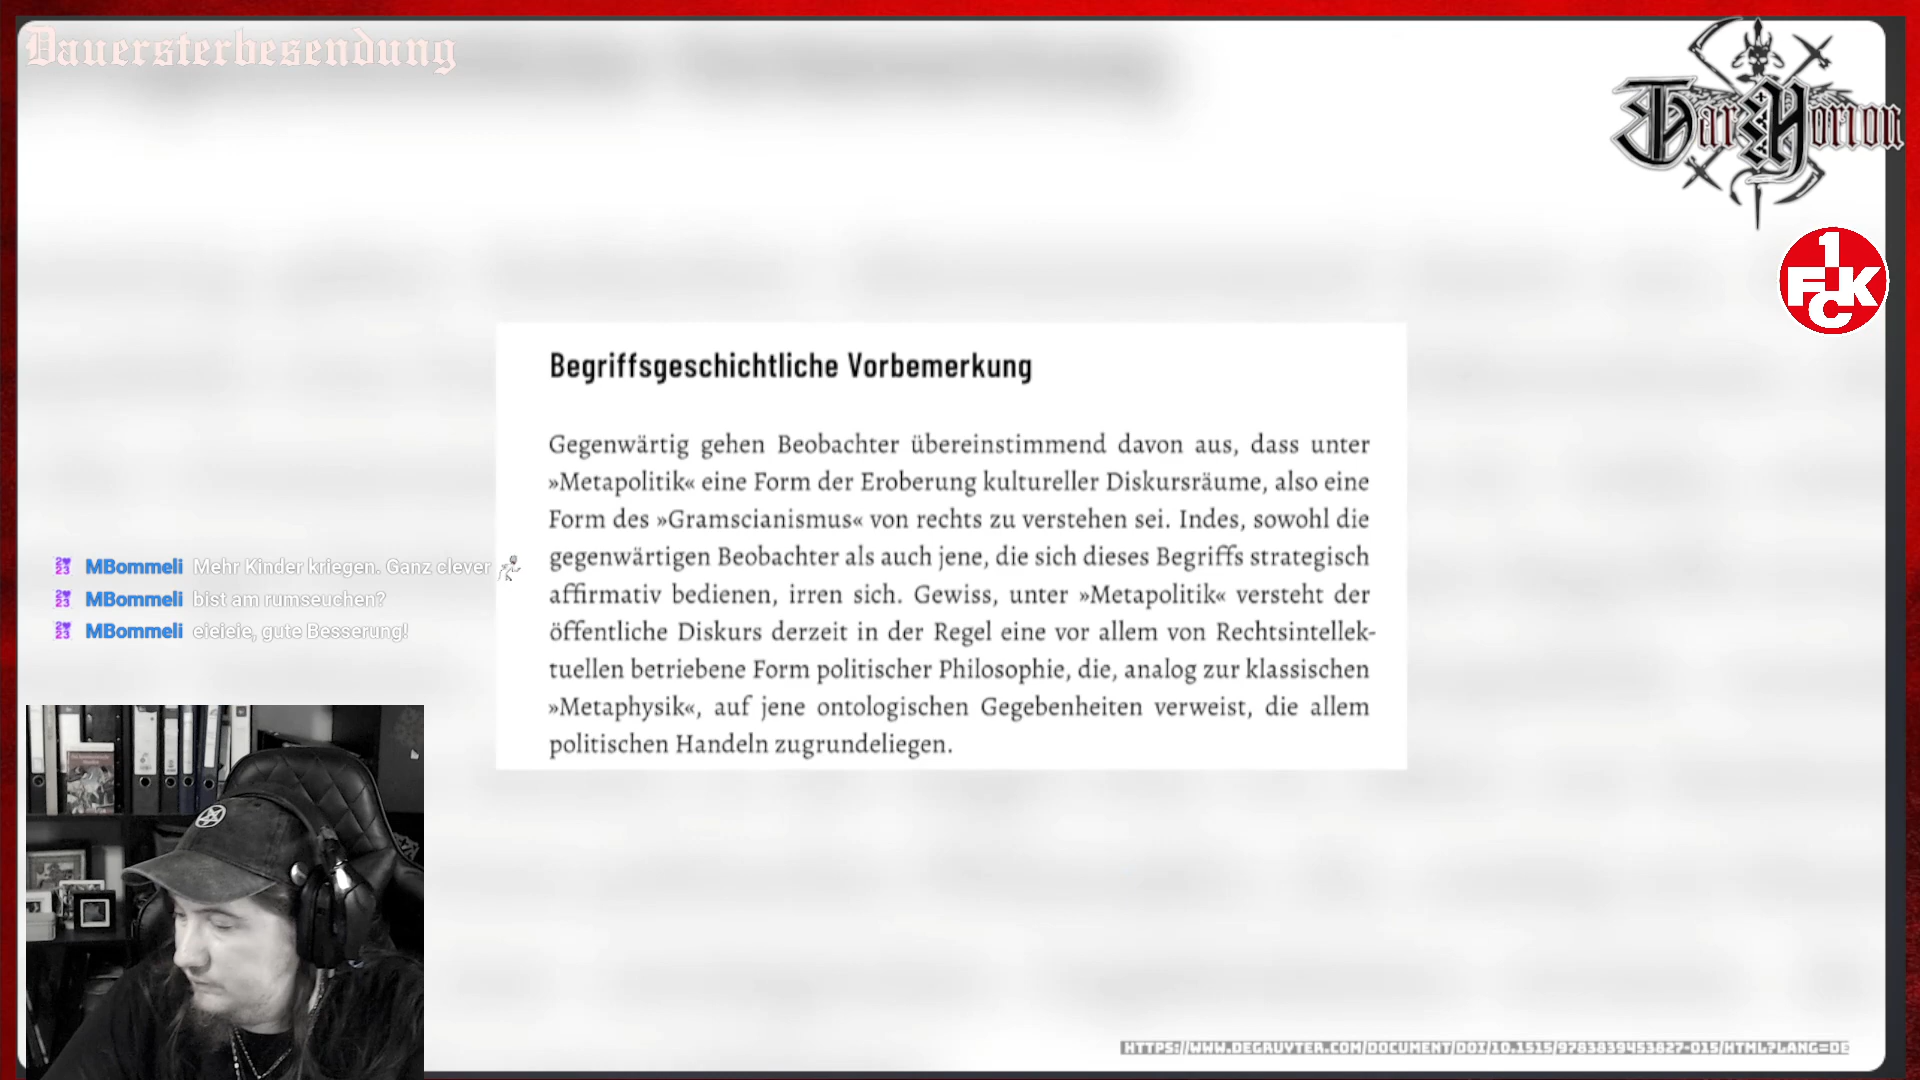 Dauersterbesendung
TarsHorion
1
FCK
Begriffsgeschichtliche Vorbemerkung
Gegenwärtig gehen Beobachter übereinstimmend davon aus, dass unter
»Metapolitik« eine Form der Eroberung kultureller Diskursräume, also eine
Form des »Gramscianismus« von rechts zu verstehen sei. Indes, sowohl die
gegenwärtigen Beobachter als auch jene, die sich dieses Begriffs strategisch
affirmativ bedienen, irren sich. Gewiss, unter »Metapolitik« versteht der
öffentliche Diskurs derzeit in der Regel eine vor allem von Rechtsintellek-
tuellen betriebene Form politischer Philosophie, die, analog zur klassischen
»Metaphysik«, auf jene ontologischen Gegebenheiten verweist, die allem
politischen Handeln zugrundeliegen.
MBommeli Mehr Kinder kriegen. Ganz clever
MBommeli bist am rumseuchen?
MBommeli eieieie, gute Besserung!
HTTPS://WWW.DEGRUYTER.COM/DOCUMENT/DOI/10.1515/9783839453827-015/HTML?LANG=DE